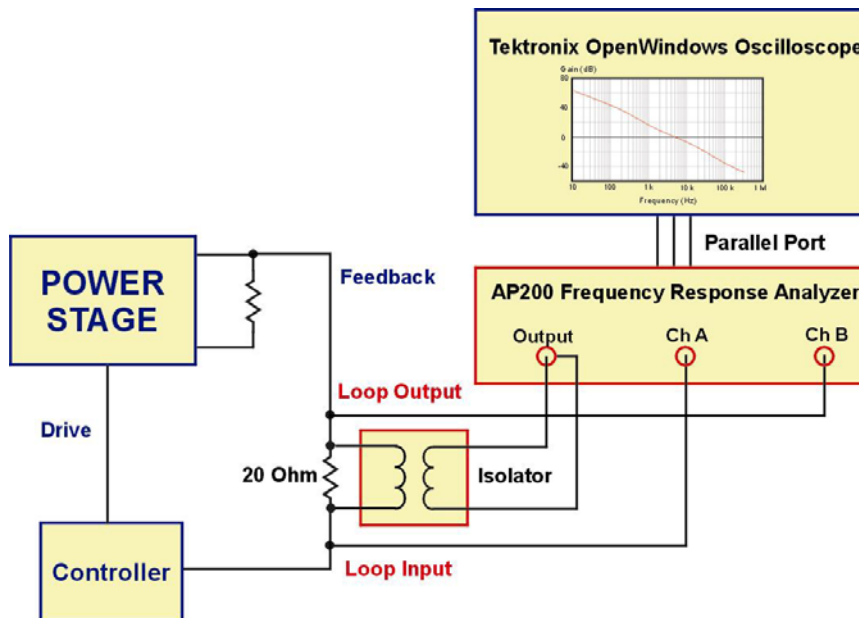 Tektronix OpenWindows Oscilloscope
Gain (dB)
80
40
0
-40
10 100 1 k 10 k 100 k 1 M
Frequency (Hz)
Parallel Port
POWER
STAGE
Feedback
AP200 Frequency Response Analyzer
Output Ch A Ch B
Loop Output
Drive
20 Ohm
Isolator
Controller
Loop Input